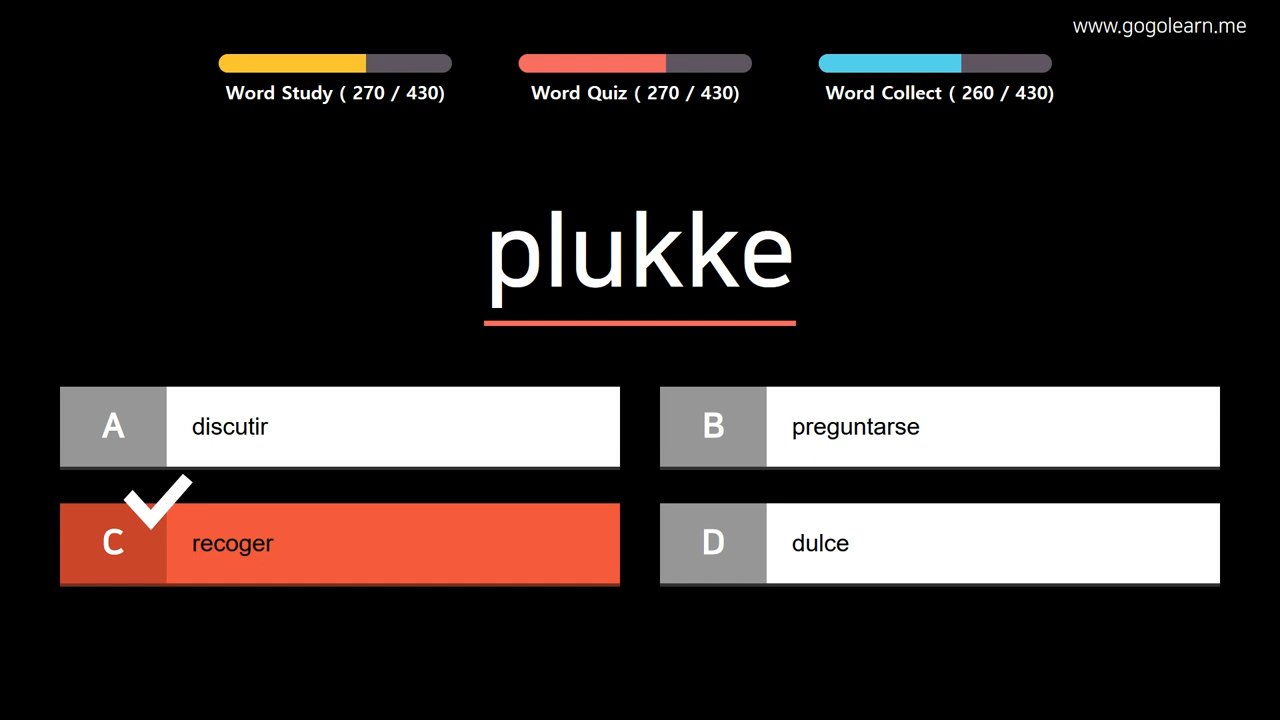 www.gogolearn.me
Word Study ( 270 / 430)
Word Quiz ( 270 / 430)
Word Collect ( 260 / 430)
plukke
A discutir
B preguntarse
C recoger
D dulce